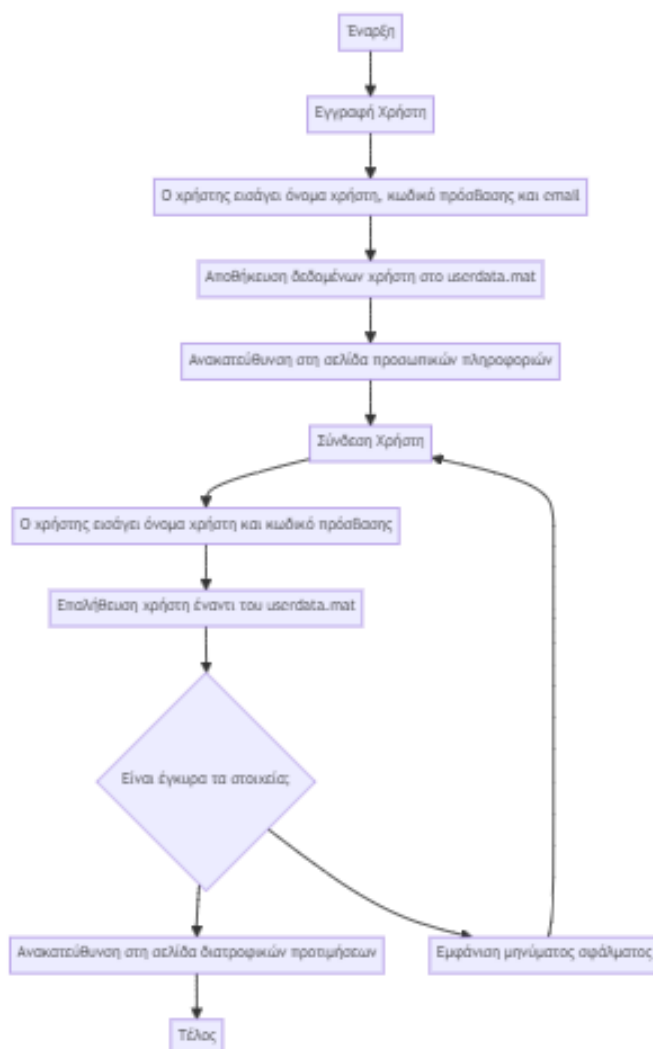 Έναρξη
Εγγραφή Χρήστη
Ο χρήστης εισάγει όνομα χρήστη, κωδικό πρόσβασης και email
Αποθήκευση δεδομένων χρήστη στο userdata.mat
Ανακατεύθυνση στη σελίδα προσωπικών πληροφοριών
Σύνδεση Χρήστη
Ο χρήστης εισάγει όνομα χρήστη και κωδικό πρόσβασης
Επαλήθευση χρήστη έναντι του userdata.mat
Είναι έγκυρα τα στοιχεία;
Ανακατεύθυνση στη σελίδα διατροφικών προτιμήσεων
Εμφάνιση μηνύματος σφάλματος
Τέλος